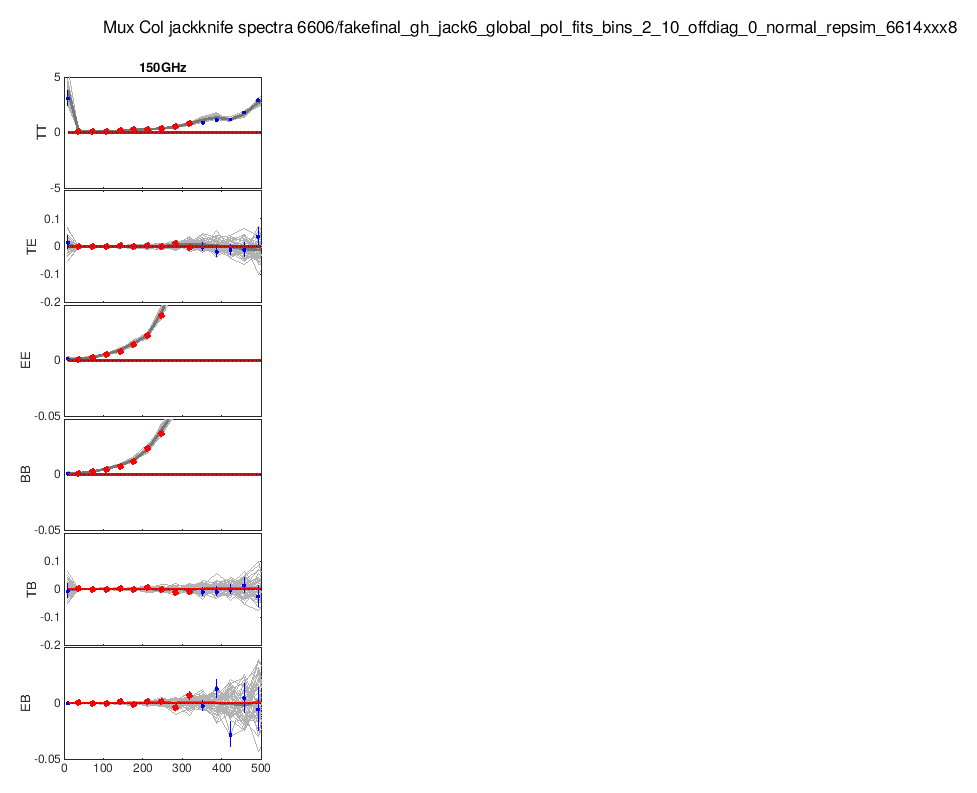 Mux Col jackknife spectra 6606/fakefinal_gh_jack6_global_pol_fits_bins_2_10_offdiag_0_normal_repsim_6614xxx8
150GHz
5
0
-5
TT
0.1
0
-0.1
-0.2
TE
0
-0.05
EE
0
-0.05
BB
0.1
0
-0.1
-0.2
TB
0
-0.05
EB
0 100 200 300 400 500